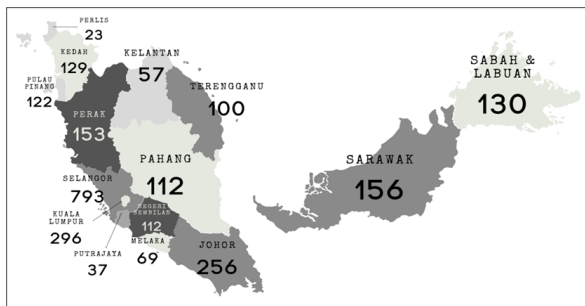 PERLIS
23
KEDAH
129
PULAU
PINANG
122
PERAK
153
KELANTAN
57
TERENGGANU
100
PAHANG
112
SELANGOR
793
KUALA
LUMPUR
296
PUTRAJAYA
37
NEGERI
SEMBILAN
112
MELAKA
69
JOHOR
256
SARAWAK
156
SABAH &
LABUAN
130